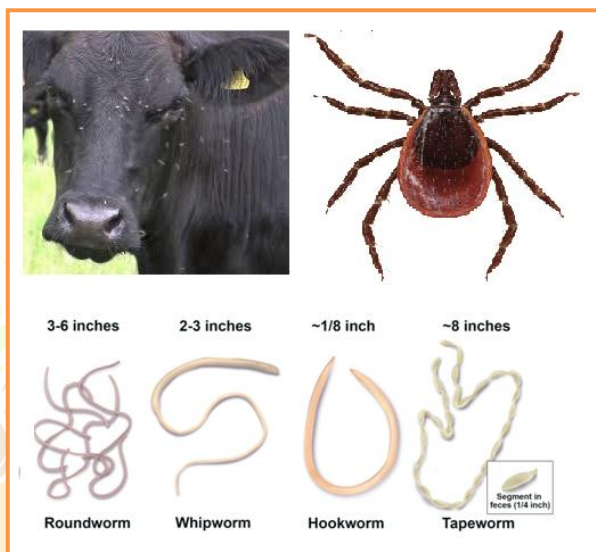 3-6 inches
2-3 inches
~1/8 inch
~8 inches
Segment in
feces (1/4 inch)
Roundworm
Whipworm
Hookworm
Tapeworm